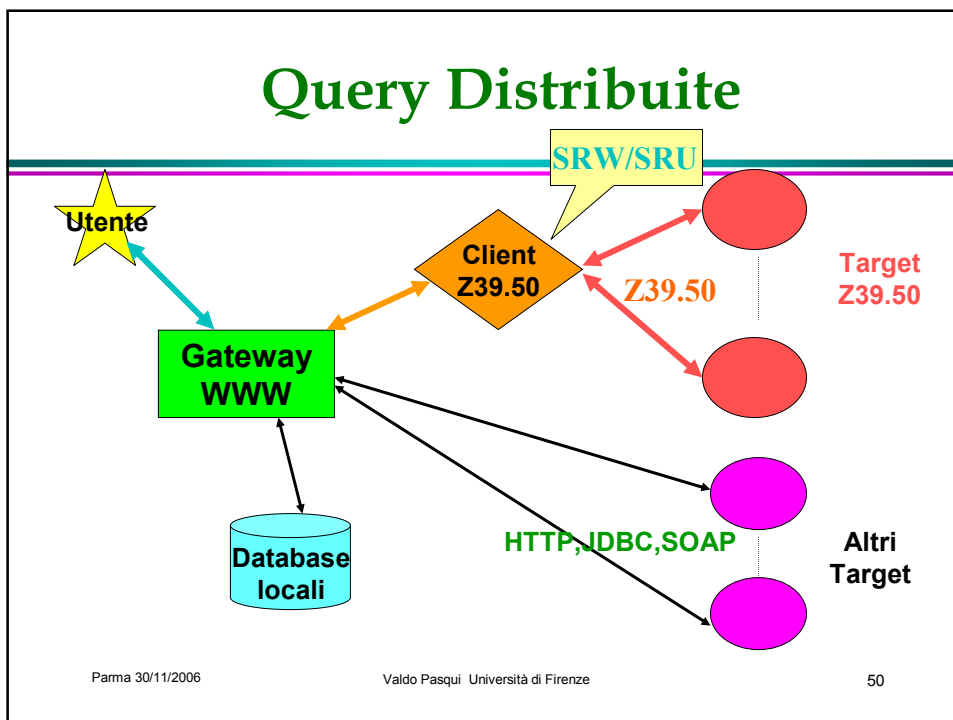 Query Distribuite
SRW/SRU
Utente
Client
Z39.50
Z39.50
Target
Z39.50
Gateway
WWW
HTTP,JDBC,SOAP
Altri
Target
Database
locali
Parma 30/11/2006
Valdo Pasqui Università di Firenze
50